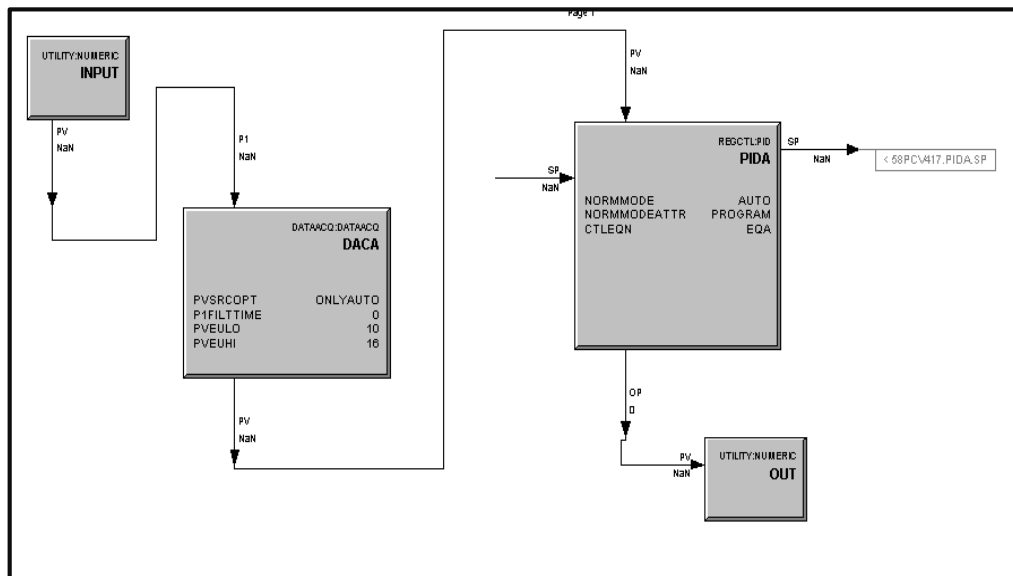 Page 1
UTILITY:NUMERIC
INPUT
PV
NaN
P1
NaN
DATAACQ:DATAACQ
DACA
PVSRCOPT ONLYAUTO
P1FILTTIME 0
PVEULO 10
PVEUHI 16
PV
NaN
PV
NaN
SP
NaN
REGCTL:PID
PIDA
NORMMODE AUTO
NORMMODEATTR PROGRAM
CTLEQN EQA
SP
NaN
< 58PCV417.PIDA.SP
OP
0
PV
NaN
UTILITY:NUMERIC
OUT